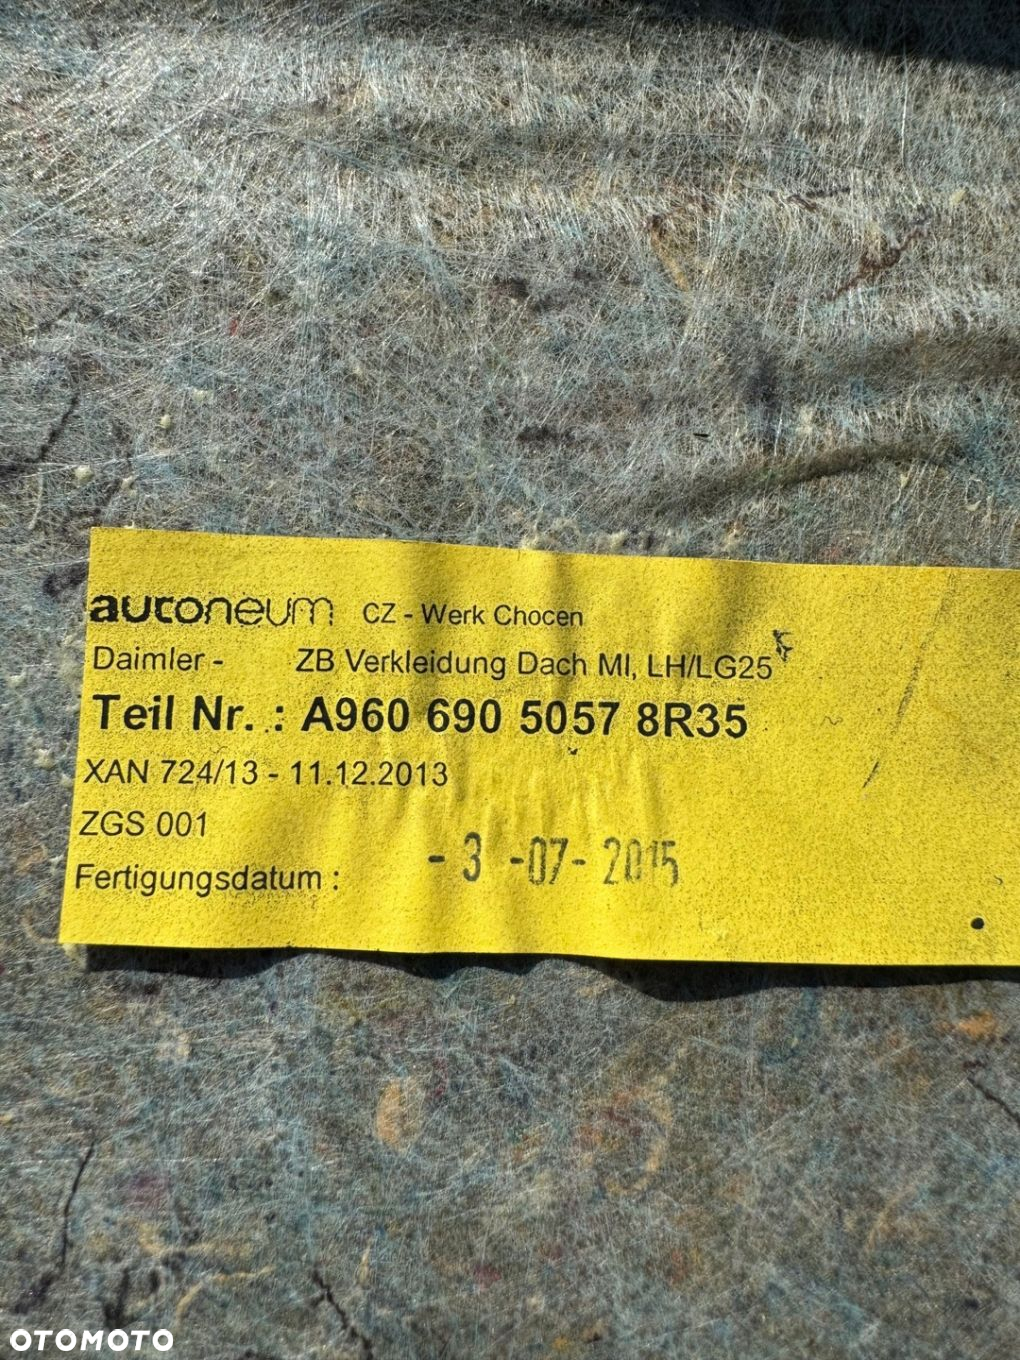 autoneum CZ - Werk Chocen
Daimler - ZB Verkleidung Dach MI, LH/LG25
Teil Nr. : A960 690 5057 8R35
XAN 724/13 - 11.12.2013
ZGS 001
Fertigungsdatum : - 3 -07- 2015
OTOMOTO